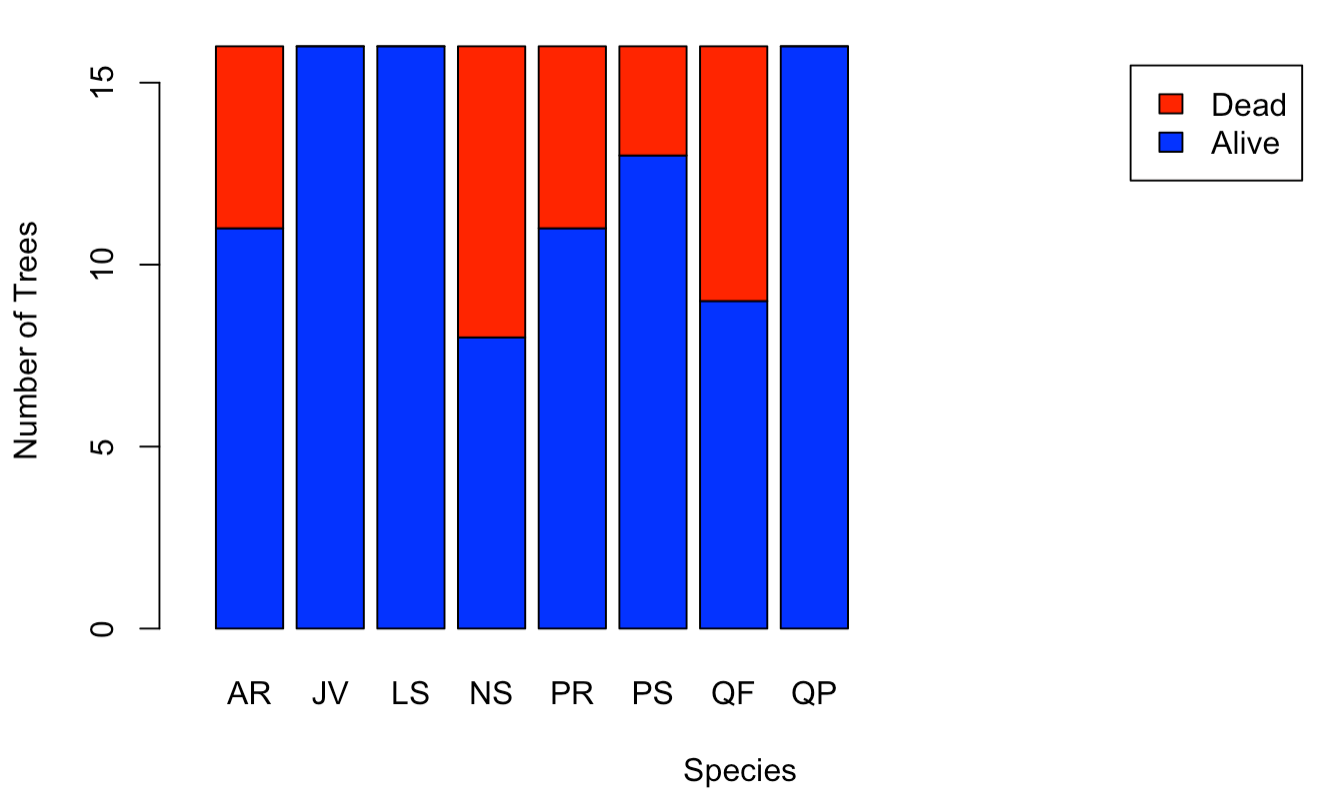 Number of Trees
15
10
5
0
AR JV LS NS PR PS QF QP
Species
Dead
Alive